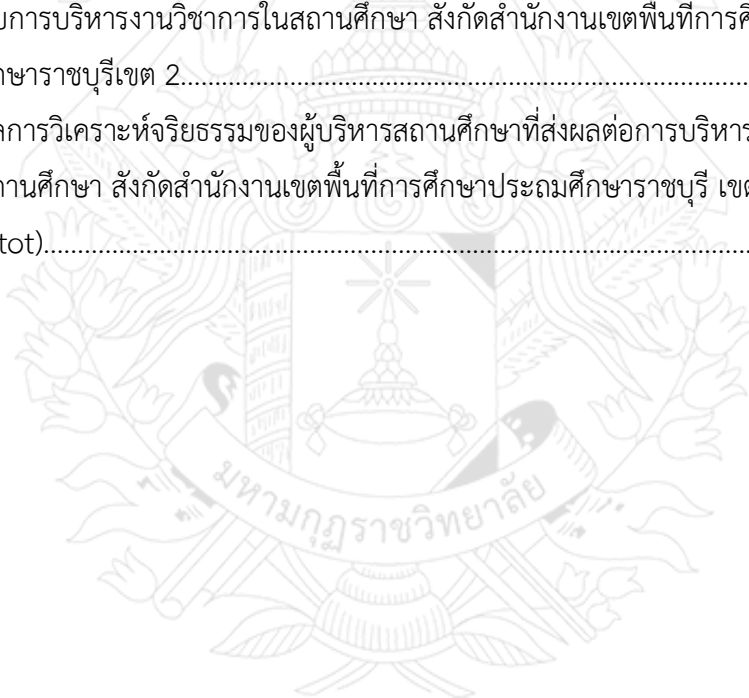 บการบริหารงานวิชาการในสถานศึกษา สังกัดสำนักงานเขตพื้นที่การศึ
าษาราชบุรีเขต 2..........................................................................
ลการวิเคราะห์จริยธรรมของผู้บริหารสถานศึกษาที่ส่งผลต่อการบริหาร
านศึกษา สังกัดสำนักงานเขตพื้นที่การศึกษาประถมศึกษาราชบุรี เขต
tot)..........................................................................................
มหามกุฏราชวิทยาลัย